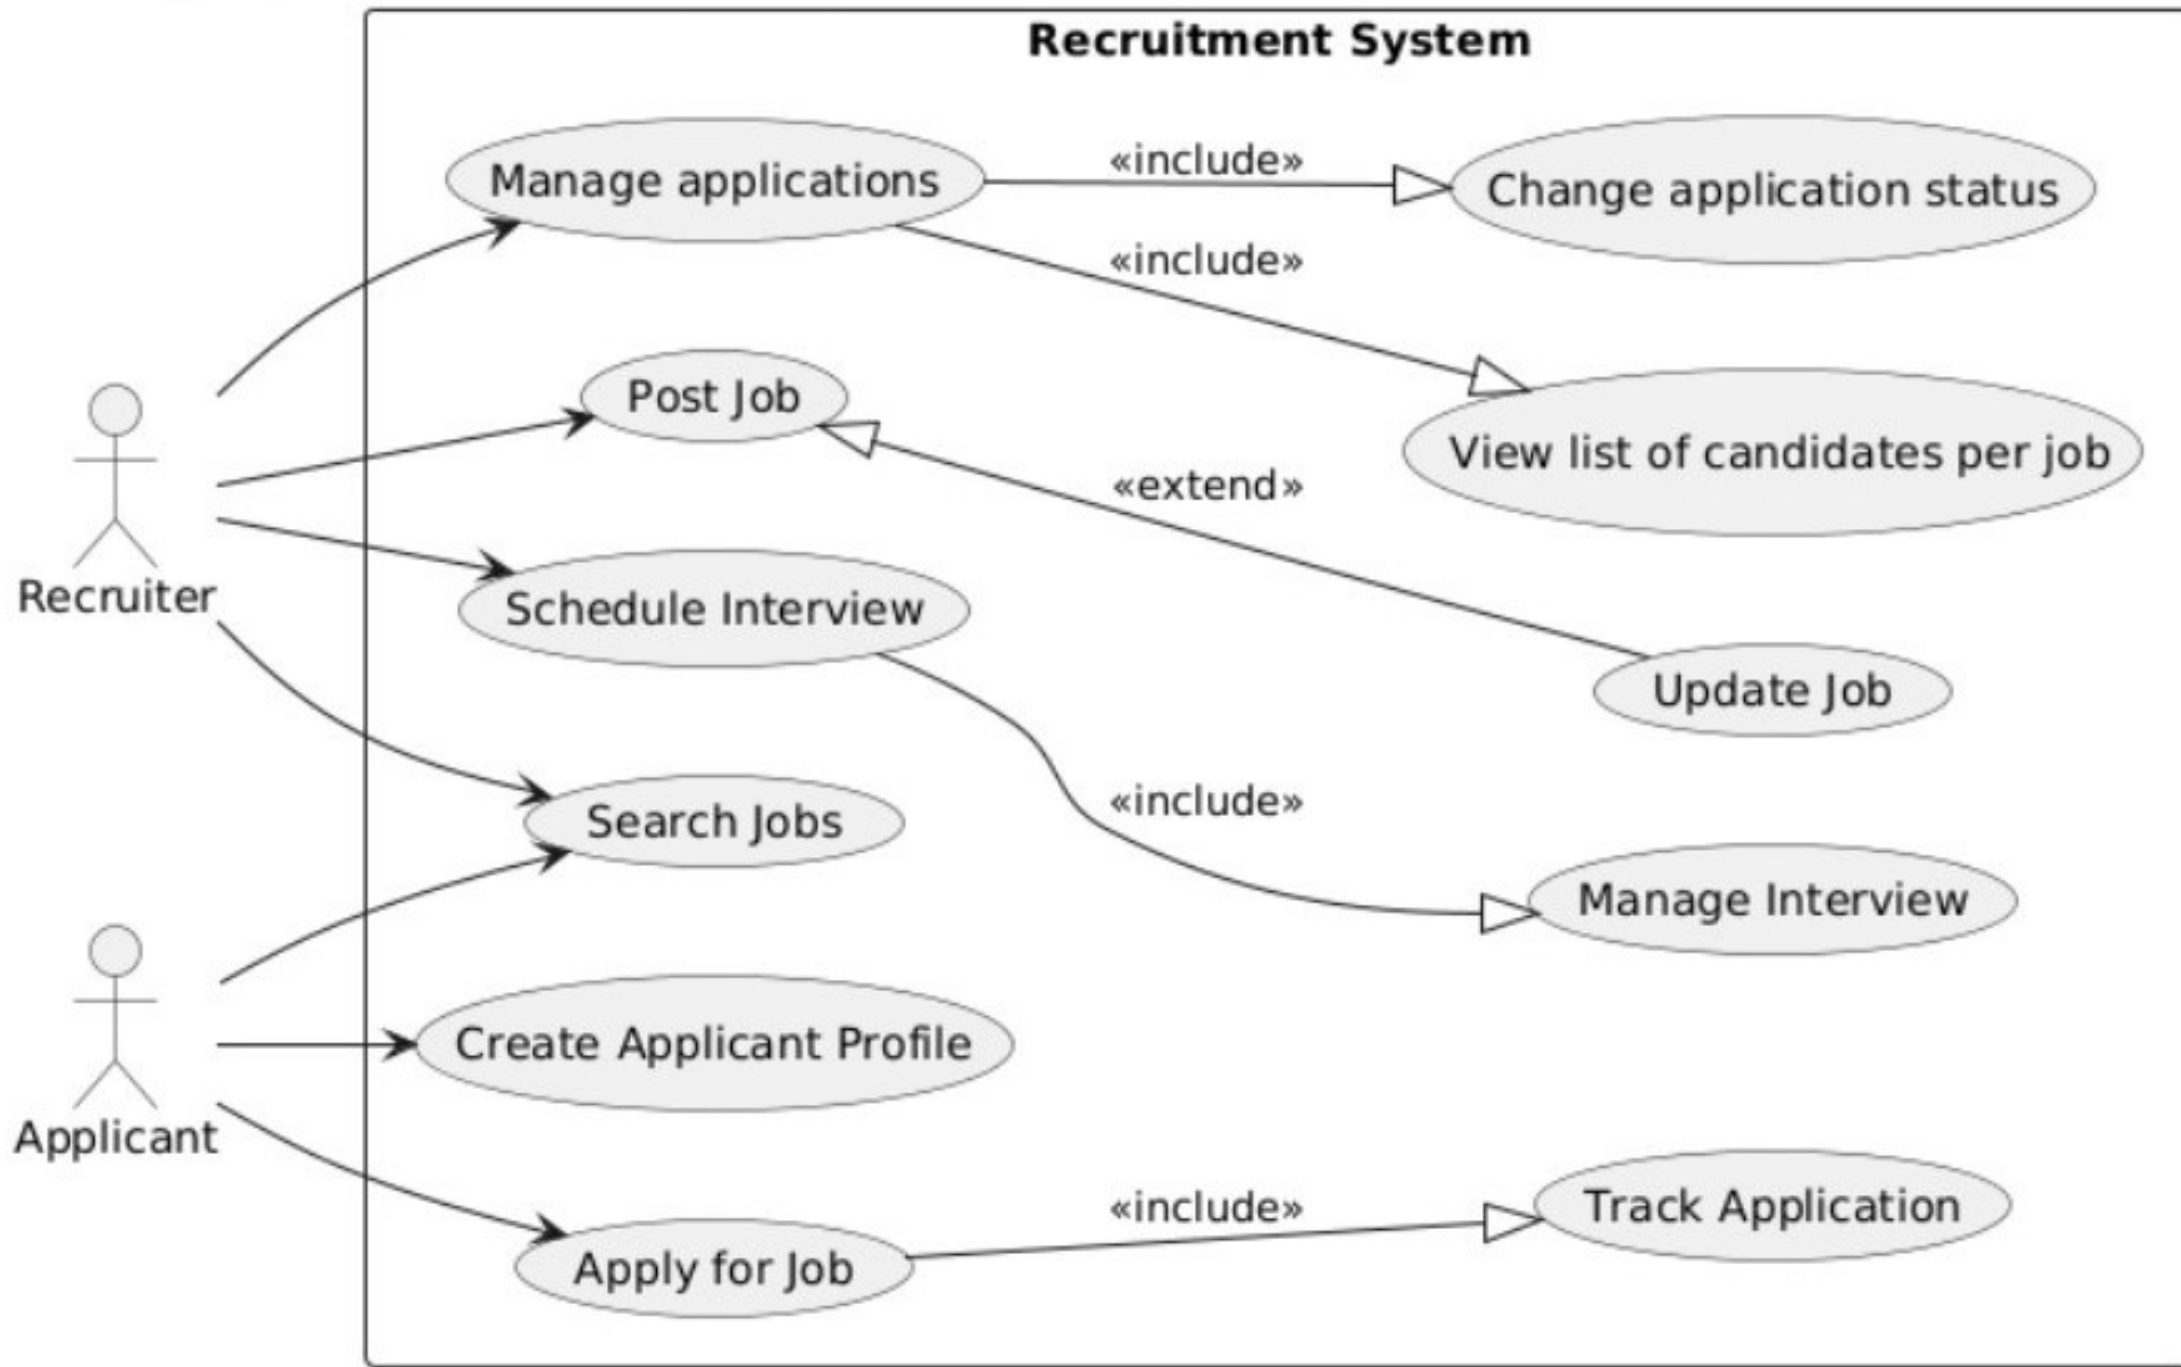 Recruitment System
Manage applications
«include»
Change application status
«include»
Post Job
View list of candidates per job
«extend»
Recruiter
Schedule Interview
Update Job
Search Jobs
«include»
Manage Interview
Create Applicant Profile
Applicant
«include»
Track Application
Apply for Job